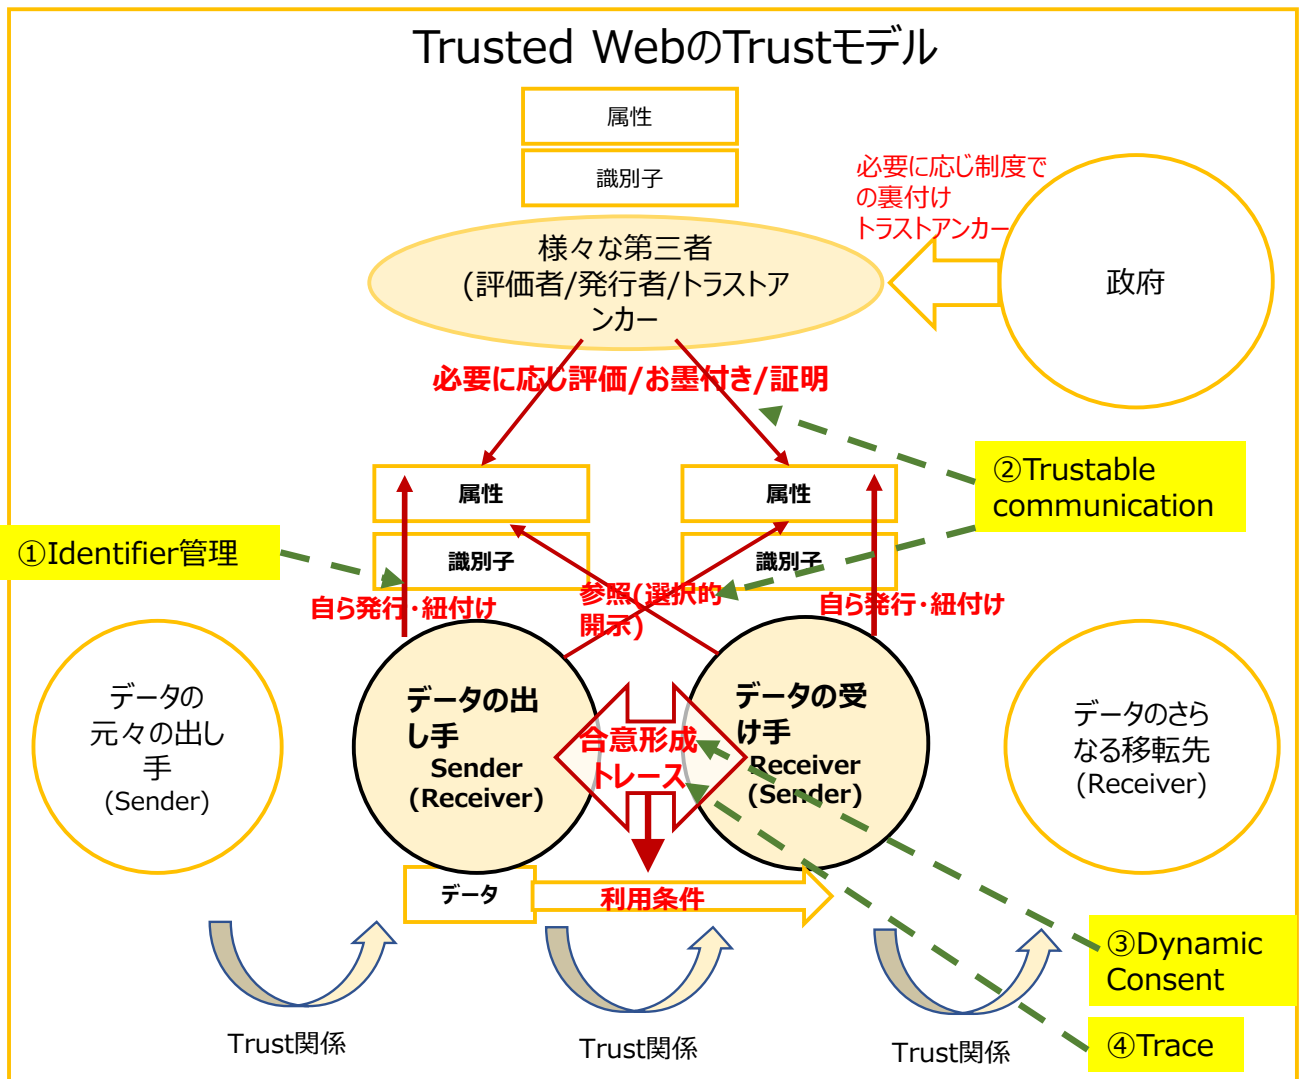 Trusted WebのTrustモデル
属性
識別子
必要に応じ制度で
の裏付け
トラストアンカー
様々な第三者
(評価者/発行者/トラストア
ンカー
政府
必要に応じ評価/お墨付き/証明
②Trustable
communication
属性
属性
①Identifier管理
識別子
識別子
自ら発行・紐付け
参照(選択的
開示)
自ら発行・紐付け
データの
元々の出し
手
(Sender)
データの出
し手
Sender
(Receiver)
合意形成
トレース
データの受
け手
Receiver
(Sender)
データのさら
なる移転先
(Receiver)
データ
利用条件
③Dynamic
Consent
④Trace
Trust関係
Trust関係
Trust関係